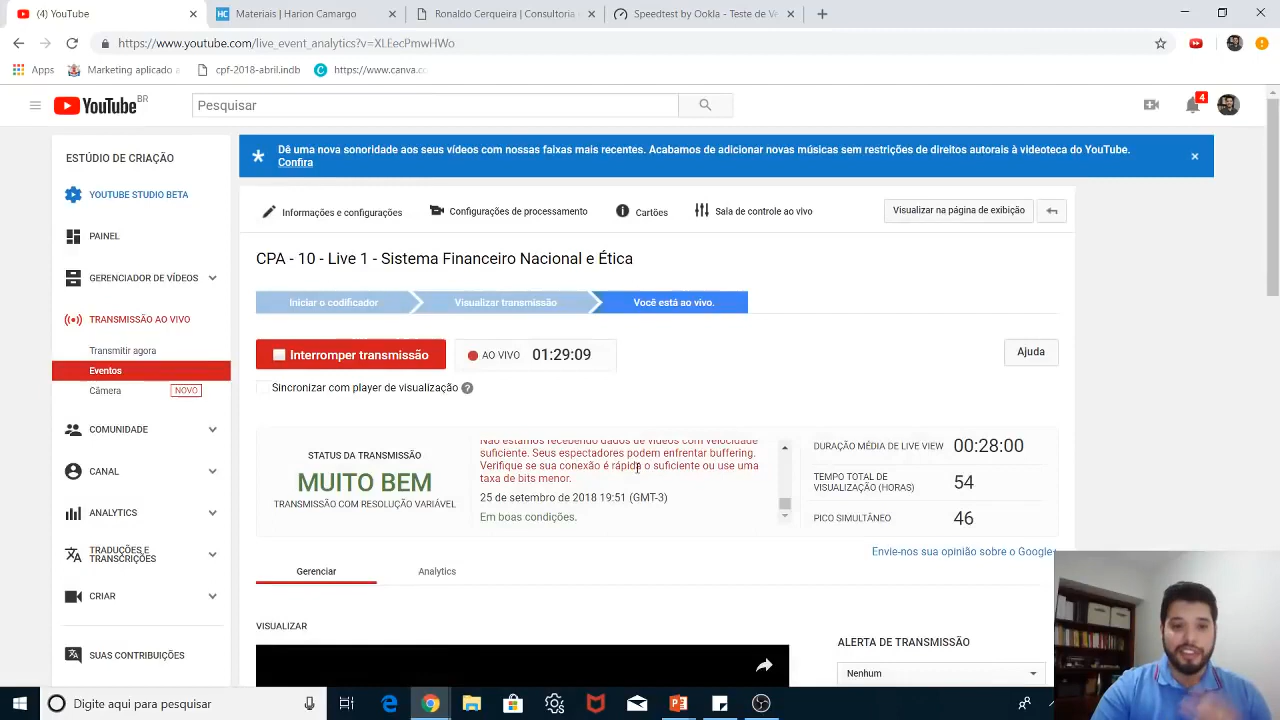 (4) YouTube
Materiais | Harion Camargo
Ronaldo Cerqueira | Consultoria
Speedtest by Ookla - Teste de Ve
https://www.youtube.com/live_event_analytics?v=XLEecPmwHWo
Apps
Marketing aplicado a
cpf-2018-abril.indb
https://www.canva.cc
YouTube BR
Pesquisar
4
ESTÚDIO DE CRIAÇÃO
YOUTUBE STUDIO BETA
PAINEL
GERENCIADOR DE VÍDEOS
TRANSMISSÃO AO VIVO
Transmitir agora
Eventos
Câmera
NOVO
COMUNIDADE
CANAL
ANALYTICS
TRADUÇÕES E
TRANSCRIÇÕES
CRIAR
SUAS CONTRIBUIÇÕES
Dê uma nova sonoridade aos seus vídeos com nossas faixas mais recentes. Acabamos de adicionar novas músicas sem restrições de direitos autorais à videoteca do YouTube.
Confira
Informações e configurações
Configurações de processamento
Cartões
Sala de controle ao vivo
Visualizar na página de exibição
CPA - 10 - Live 1 - Sistema Financeiro Nacional e Ética
Iniciar o codificador
Visualizar transmissão
Você está ao vivo.
Interromper transmissão
AO VIVO 01:29:09
Ajuda
Sincronizar com player de visualização ?
STATUS DA TRANSMISSÃO
MUITO BEM
TRANSMISSÃO COM RESOLUÇÃO VARIÁVEL
Não estamos recebendo dados de vídeos com velocidade
suficiente. Seus espectadores podem enfrentar buffering.
Verifique se sua conexão é rápida o suficiente ou use uma
taxa de bits menor.
25 de setembro de 2018 19:51 (GMT-3)
Em boas condições.
DURAÇÃO MÉDIA DE LIVE VIEW 00:28:00
TEMPO TOTAL DE
VISUALIZAÇÃO (HORAS) 54
PICO SIMULTÂNEO 46
Envie-nos sua opinião sobre o Google+
Gerenciar
Analytics
VISUALIZAR
ALERTA DE TRANSMISSÃO
Nenhum
Digite aqui para pesquisar